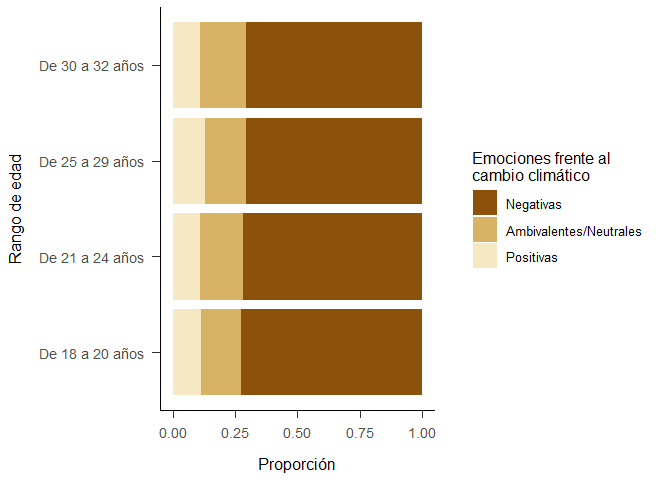 De 30 a 32 años
De 25 a 29 años
De 21 a 24 años
De 18 a 20 años
Rango de edad
0.00 0.25 0.50 0.75 1.00
Proporción
Emociones frente al
cambio climático
Negativas
Ambivalentes/Neutrales
Positivas